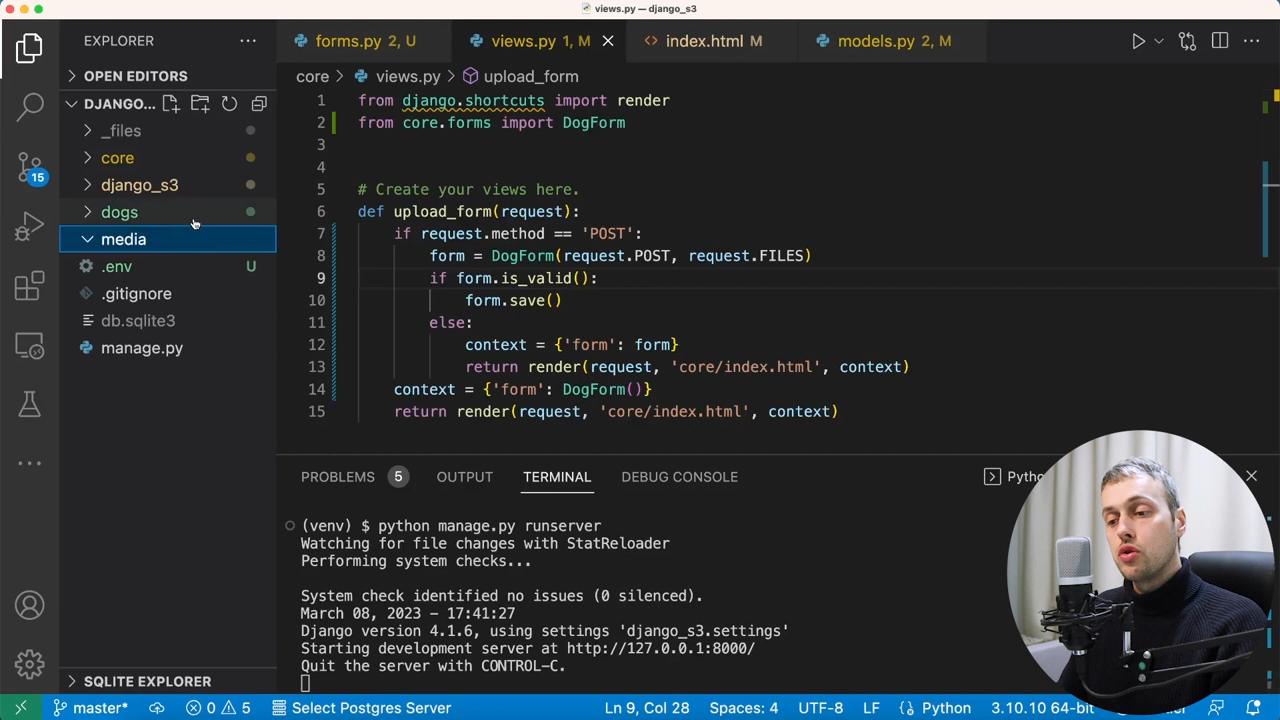 views.py — django_s3
EXPLORER
forms.py 2, U
views.py 1, M
index.html M
models.py 2, M
OPEN EDITORS
core > views.py > upload_form
DJANGO...
_files
core
django_s3
dogs
media
.env U
.gitignore
db.sqlite3
manage.py
15
SQLITE EXPLORER
1 from django.shortcuts import render
2 from core.forms import DogForm
3
4
5 # Create your views here.
6 def upload_form(request):
7 if request.method == 'POST':
8 form = DogForm(request.POST, request.FILES)
9 if form.is_valid():
10 form.save()
11 else:
12 context = {'form': form}
13 return render(request, 'core/index.html', context)
14 context = {'form': DogForm()}
15 return render(request, 'core/index.html', context)
PROBLEMS 5 OUTPUT TERMINAL DEBUG CONSOLE
(venv) $ python manage.py runserver
Watching for file changes with StatReloader
Performing system checks...
System check identified no issues (0 silenced).
March 08, 2023 - 17:41:27
Django version 4.1.6, using settings 'django_s3.settings'
Starting development server at http://127.0.0.1:8000/
Quit the server with CONTROL-C.
master* 0 5 Select Postgres Server Ln 9, Col 28 Spaces: 4 UTF-8 LF Python 3.10.10 64-bit